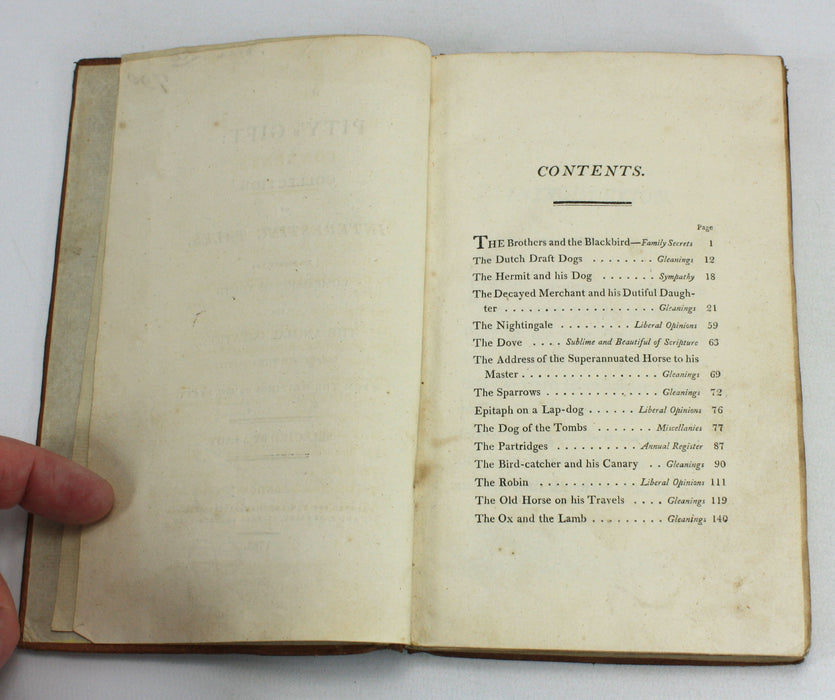 CONTENTS.
Page
THE Brothers and the Blackbird—Family Secrets 1
The Dutch Draft Dogs . . . . . . . . Gleanings 12
The Hermit and his Dog . . . . . . . Sympathy 18
The Decayed Merchant and his Dutiful Daugh-
ter . . . . . . . . . . . . . . . . . . . Gleanings 21
The Nightingale . . . . . . . . . Liberal Opinions 59
The Dove . . . . Sublime and Beautiful of Scripture 63
The Address of the Superannuated Horse to his
Master . . . . . . . . . . . . . . . . . Gleanings 69
The Sparrows . . . . . . . . . . . . . . Gleanings 72
Epitaph on a Lap-dog . . . . . . Liberal Opinions 76
The Dog of the Tombs . . . . . . . Miscellanies 77
The Partridges . . . . . . . . . . . Annual Register 87
The Bird-catcher and his Canary . . Gleanings 90
The Robin . . . . . . . . . . . . Liberal Opinions 111
The Old Horse on his Travels . . . . Gleanings 119
The Ox and the Lamb . . . . . . . . . Gleanings 140